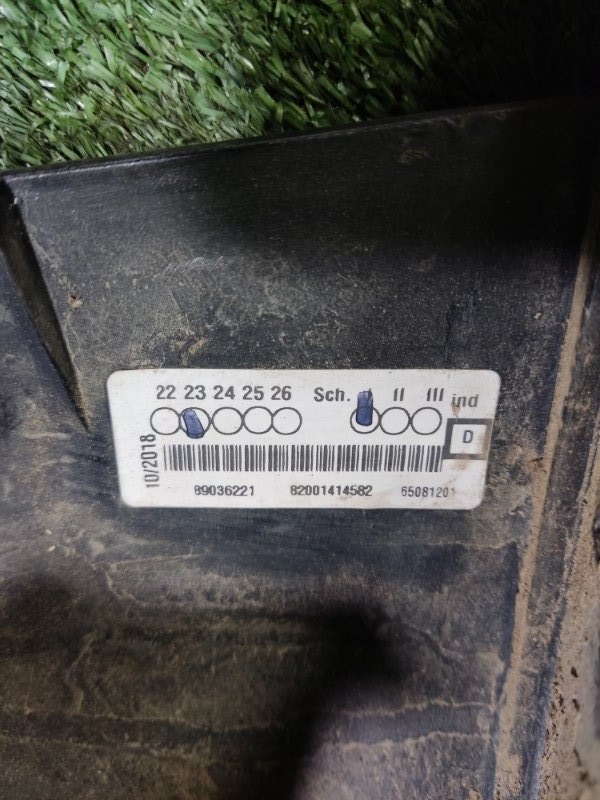 22 23 24 25 26 Sch. II III ind
D
10/2018
89036221 82001414582 65081201